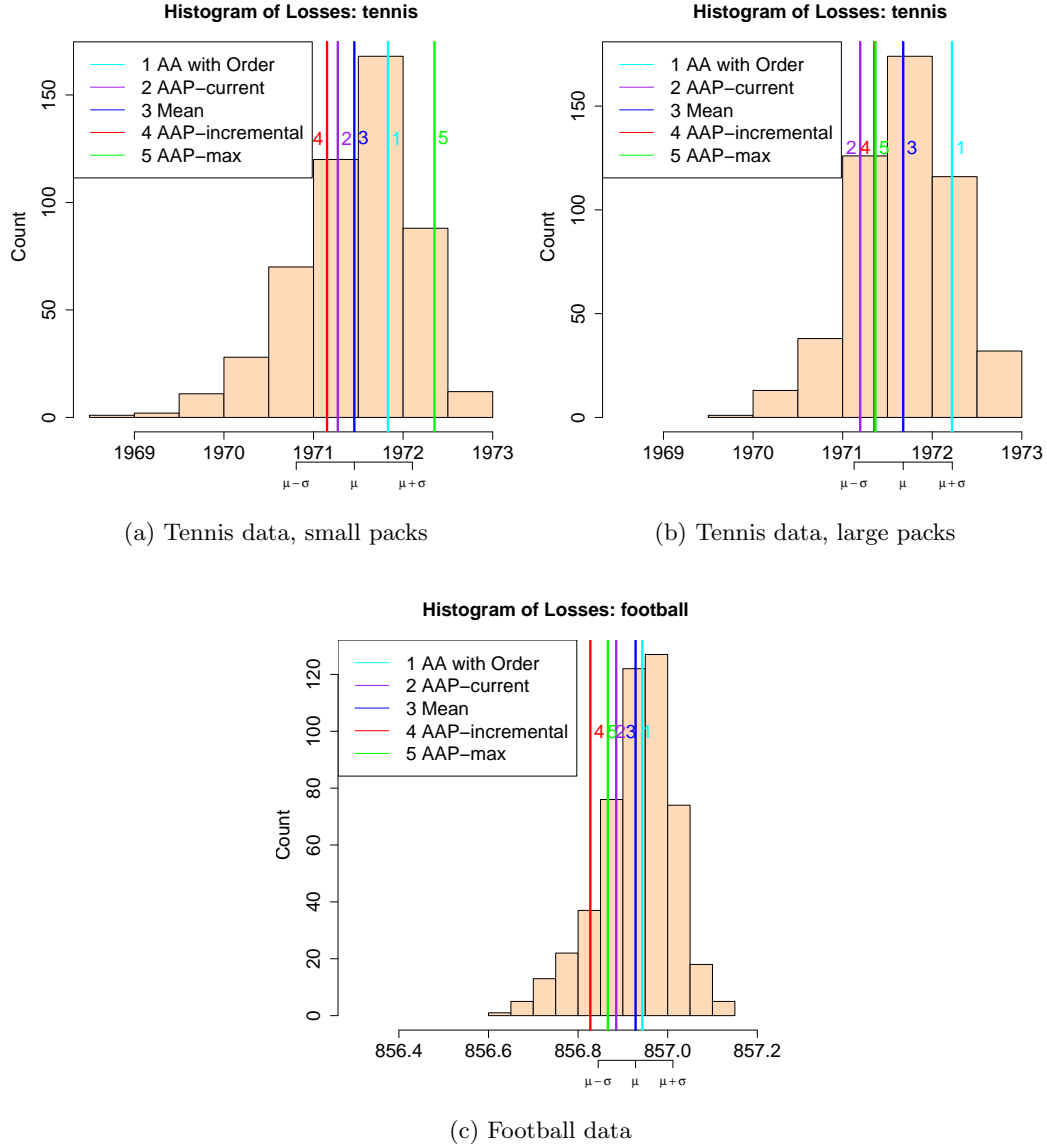 Histogram of Losses: tennis
1 AA with Order
2 AAP−current
3 Mean
4 AAP−incremental
5 AAP−max
4 2 3 1 5
Count
0 50 100 150
1969 1970 1971 1972 1973
μ−σ μ μ+σ
(a) Tennis data, small packs
Histogram of Losses: tennis
1 AA with Order
2 AAP−current
3 Mean
4 AAP−incremental
5 AAP−max
2 4 5 3 1
Count
0 50 100 150
1969 1970 1971 1972 1973
μ−σ μ μ+σ
(b) Tennis data, large packs
Histogram of Losses: football
1 AA with Order
2 AAP−current
3 Mean
4 AAP−incremental
5 AAP−max
4 5 2 3 1
Count
0 20 40 60 80 100 120
856.4 856.6 856.8 857.0 857.2
μ−σ μ μ+σ
(c) Football data